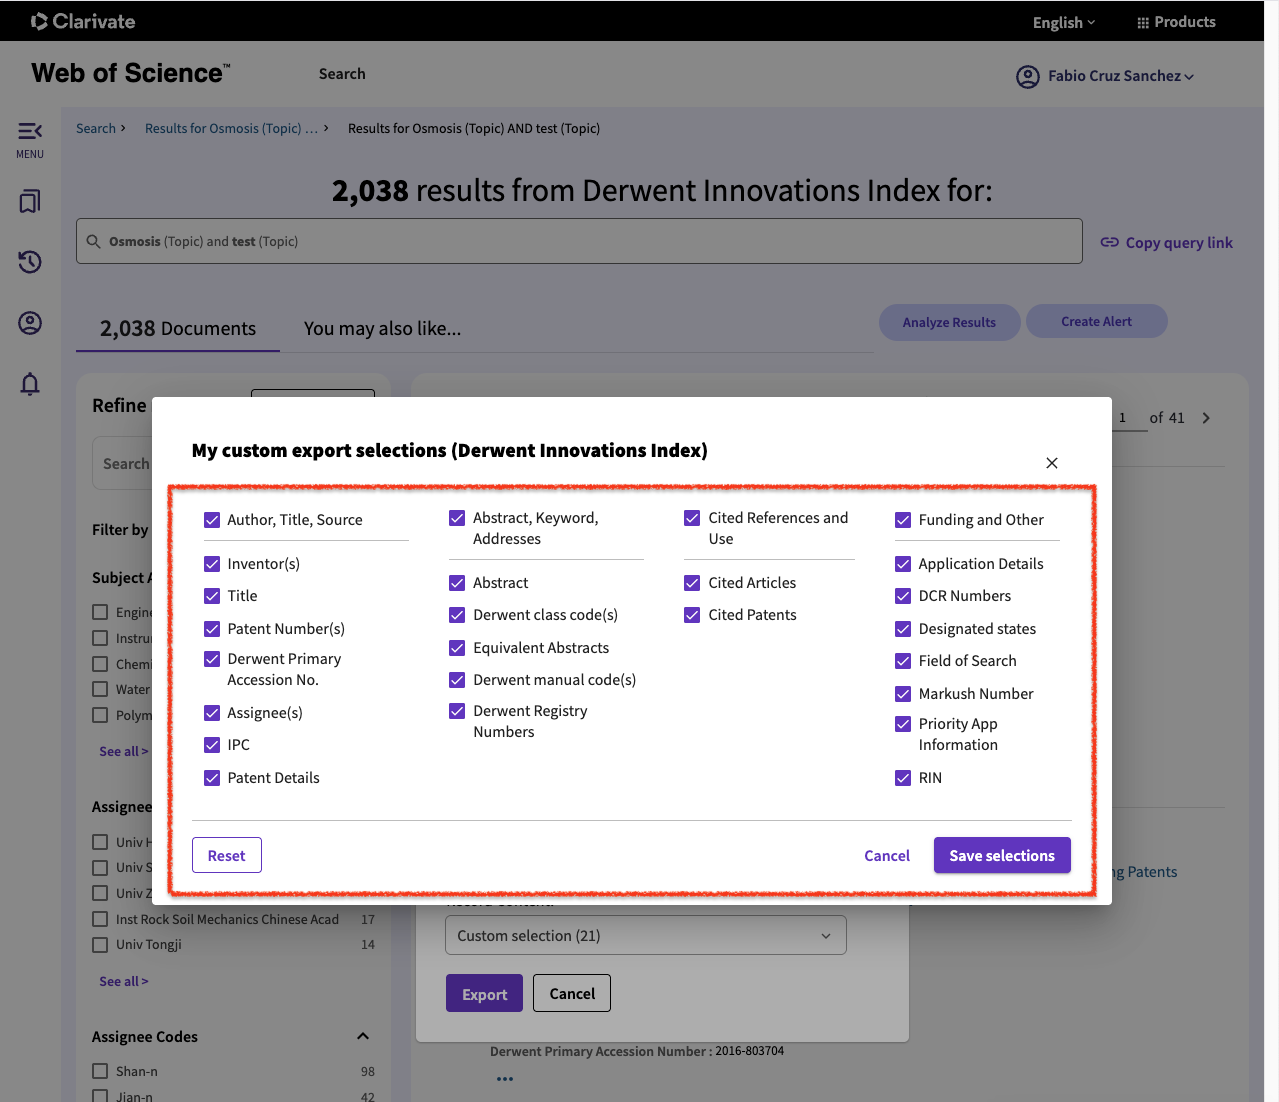 Clarivate
English
Products
Web of Science™
Search
Fabio Cruz Sanchez
MENU
Search > Results for Osmosis (Topic) ... > Results for Osmosis (Topic) AND test (Topic)
2,038 results from Derwent Innovations Index for:
Osmosis (Topic) and test (Topic)
Copy query link
2,038 Documents
You may also like...
Analyze Results
Create Alert
Refine
1 of 41
Search
Filter by
Subject
See all >
Assignee
Univ
Univ
Univ
Inst Rock Soil Mechanics Chinese Acad 17
Univ Tongji 14
See all >
Assignee Codes
Shan-n 98
Jian-n 42
My custom export selections (Derwent Innovations Index)
Author, Title, Source
Inventor(s)
Title
Patent Number(s)
Derwent Primary
Accession No.
Assignee(s)
IPC
Patent Details
Abstract, Keyword,
Addresses
Abstract
Derwent class code(s)
Equivalent Abstracts
Derwent manual code(s)
Derwent Registry
Numbers
Cited References and
Use
Cited Articles
Cited Patents
Funding and Other
Application Details
DCR Numbers
Designated states
Field of Search
Markush Number
Priority App
Information
RIN
Reset
Cancel
Save selections
Patents
Custom selection (21)
Export
Cancel
Derwent Primary Accession Number : 2016-803704